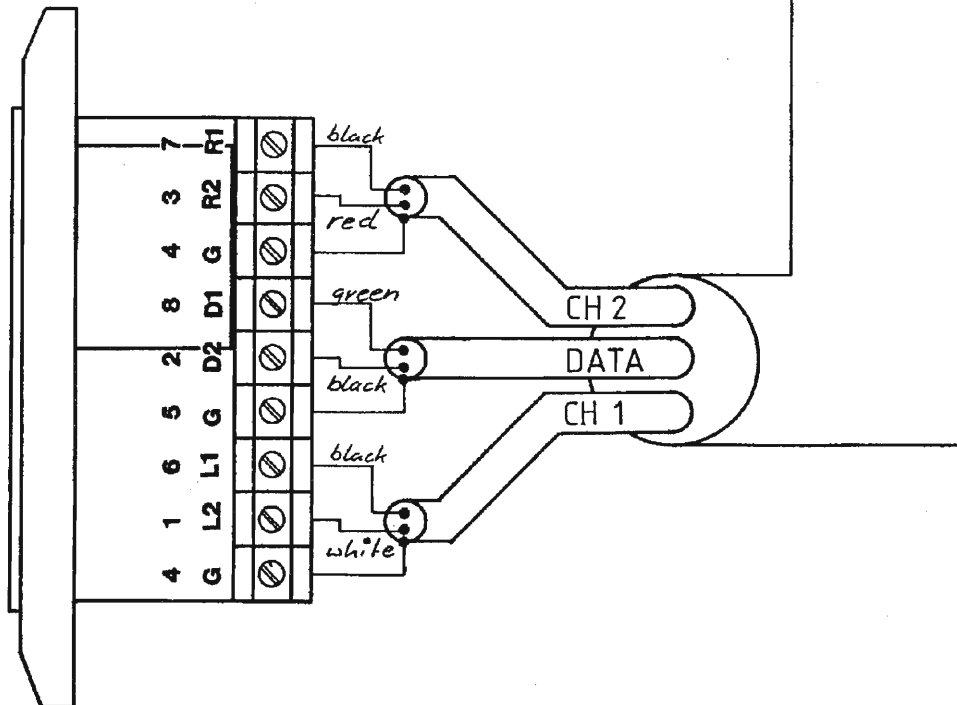 7 R1 black
3 R2 red
4 G
8 D1 green
2 D2 black
5 G
6 L1 black
1 L2 white
4 G
CH 2
DATA
CH 1